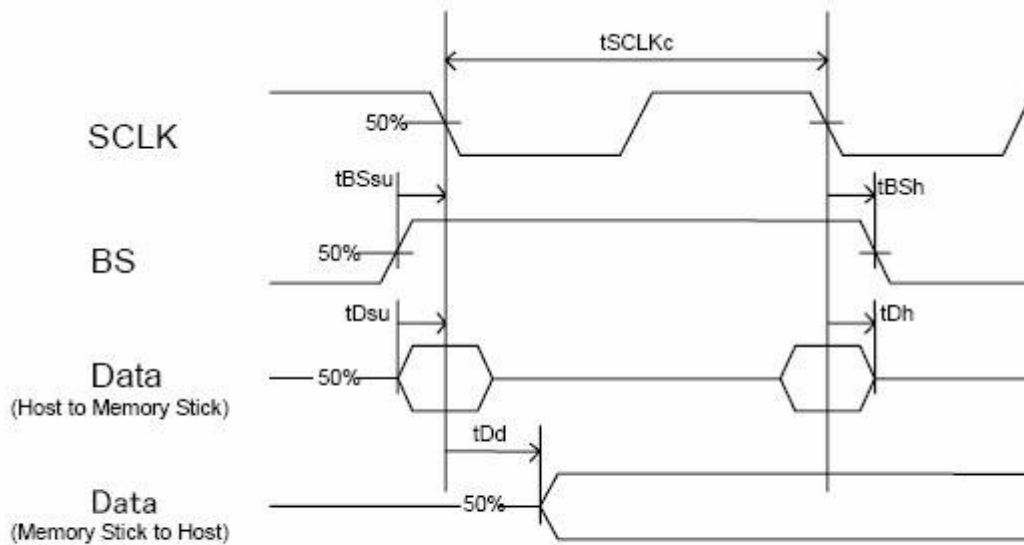 tSCLKc
SCLK
50%
tBSsu
tBSh
BS
50%
tDsu
tDh
Data
50%
(Host to Memory Stick)
tDd
Data
50%
(Memory Stick to Host)